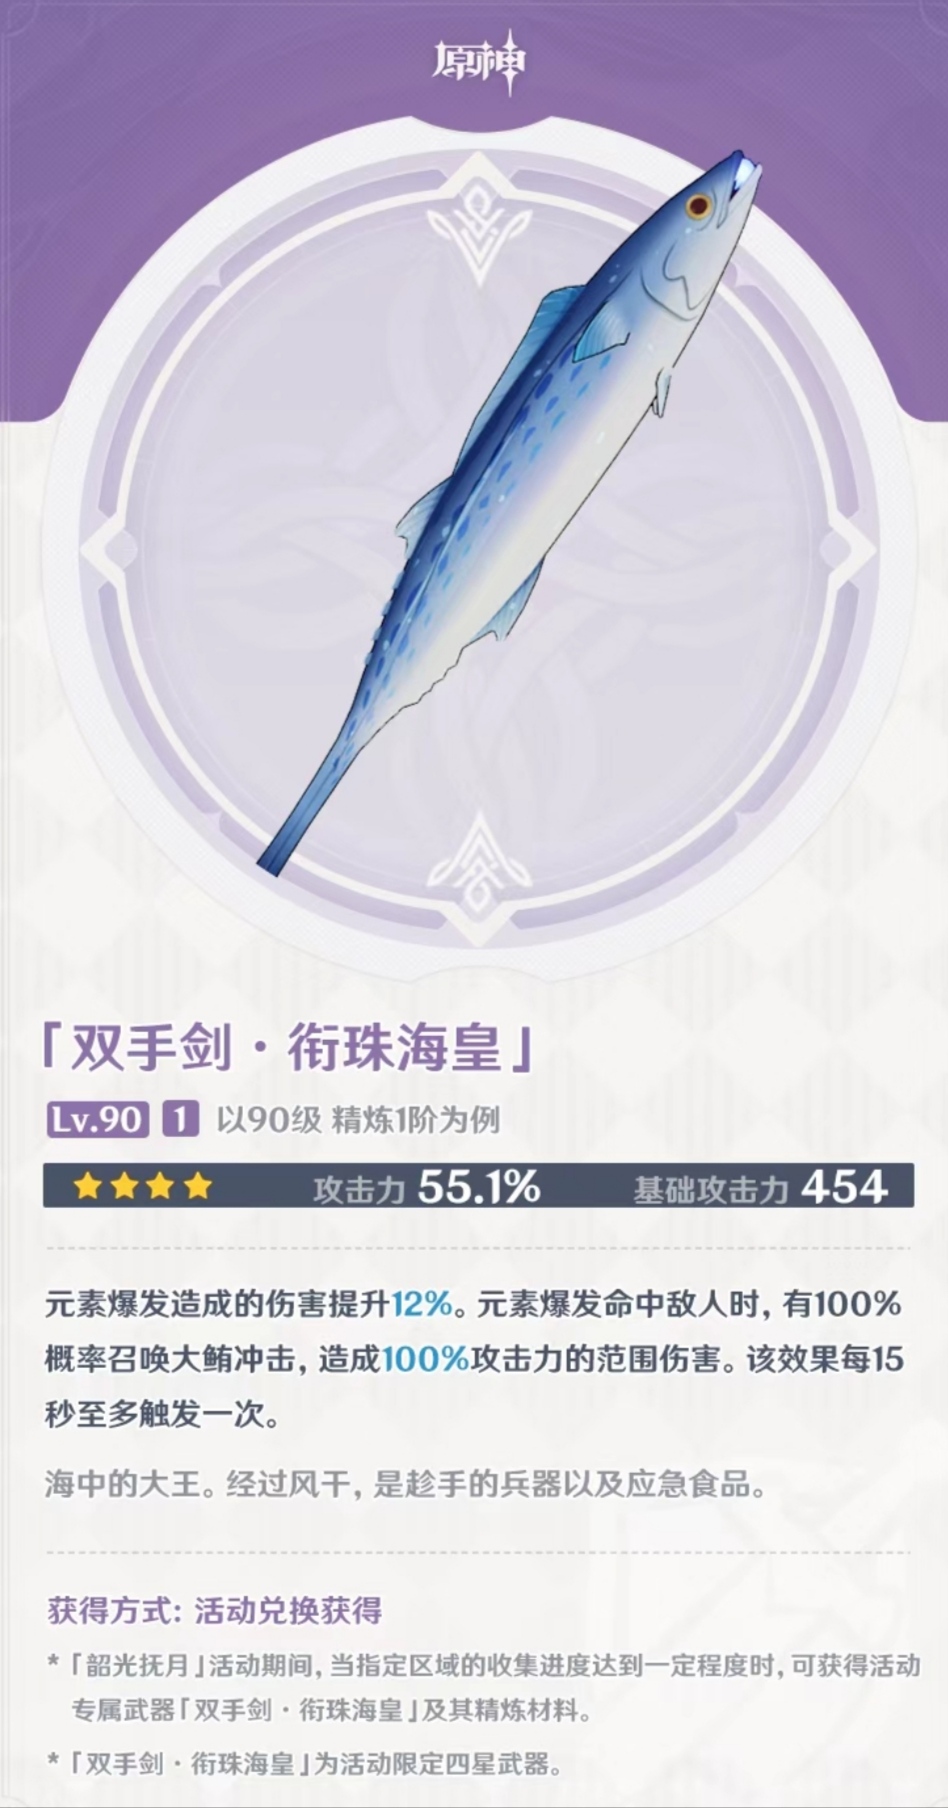 原神
「双手剑·衔珠海皇」
Lv.90 1 以90级 精炼1阶为例
攻击力 55.1% 基础攻击力 454
元素爆发造成的伤害提升12%。元素爆发命中敌人时,有100%
概率召唤大鲔冲击,造成100%攻击力的范围伤害。该效果每15
秒至多触发一次。
海中的大王。经过风干,是趁手的兵器以及应急食品。
获得方式: 活动兑换获得
*「韶光抚月」活动期间,当指定区域的收集进度达到一定程度时,可获得活动
专属武器「双手剑·衔珠海皇」及其精炼材料。
*「双手剑·衔珠海皇」为活动限定四星武器。